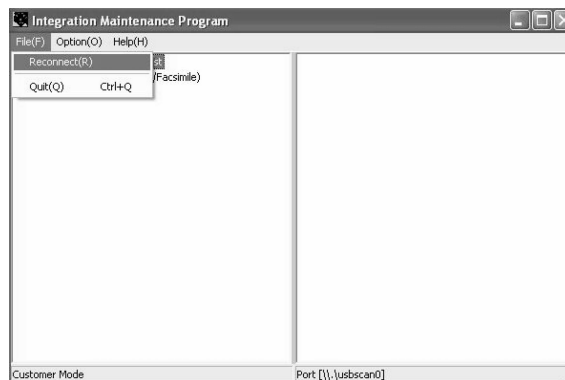 Integration Maintenance Program
File(F) Option(O) Help(H)
Reconnect(R)
st
Quit(Q) Ctrl+Q
/Facsimile)
Customer Mode
Port [\\.\usbscan0]